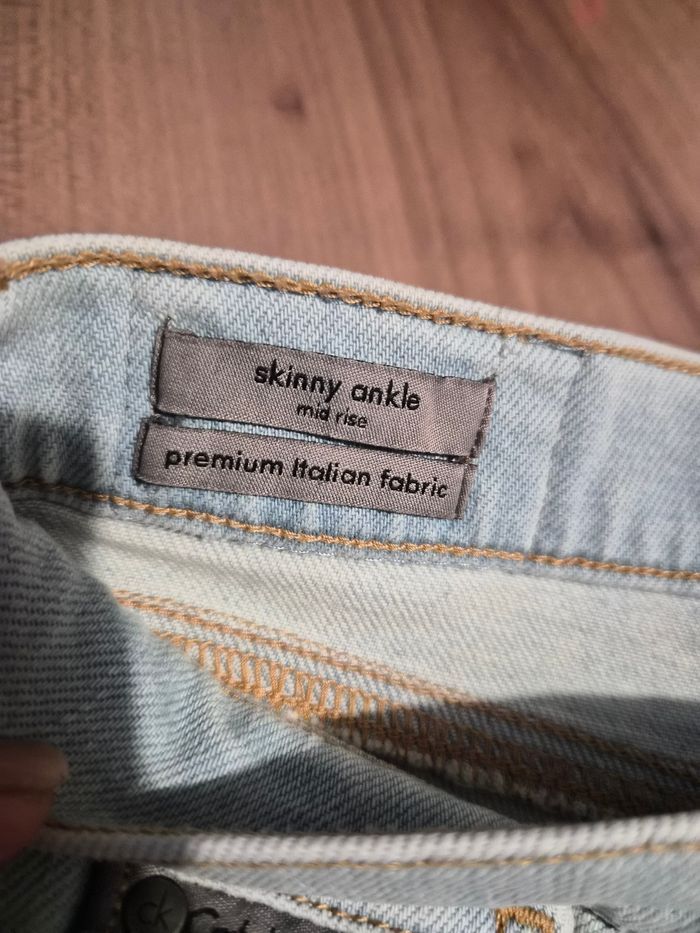 skinny ankle
mid rise
premium Italian fabric
ck